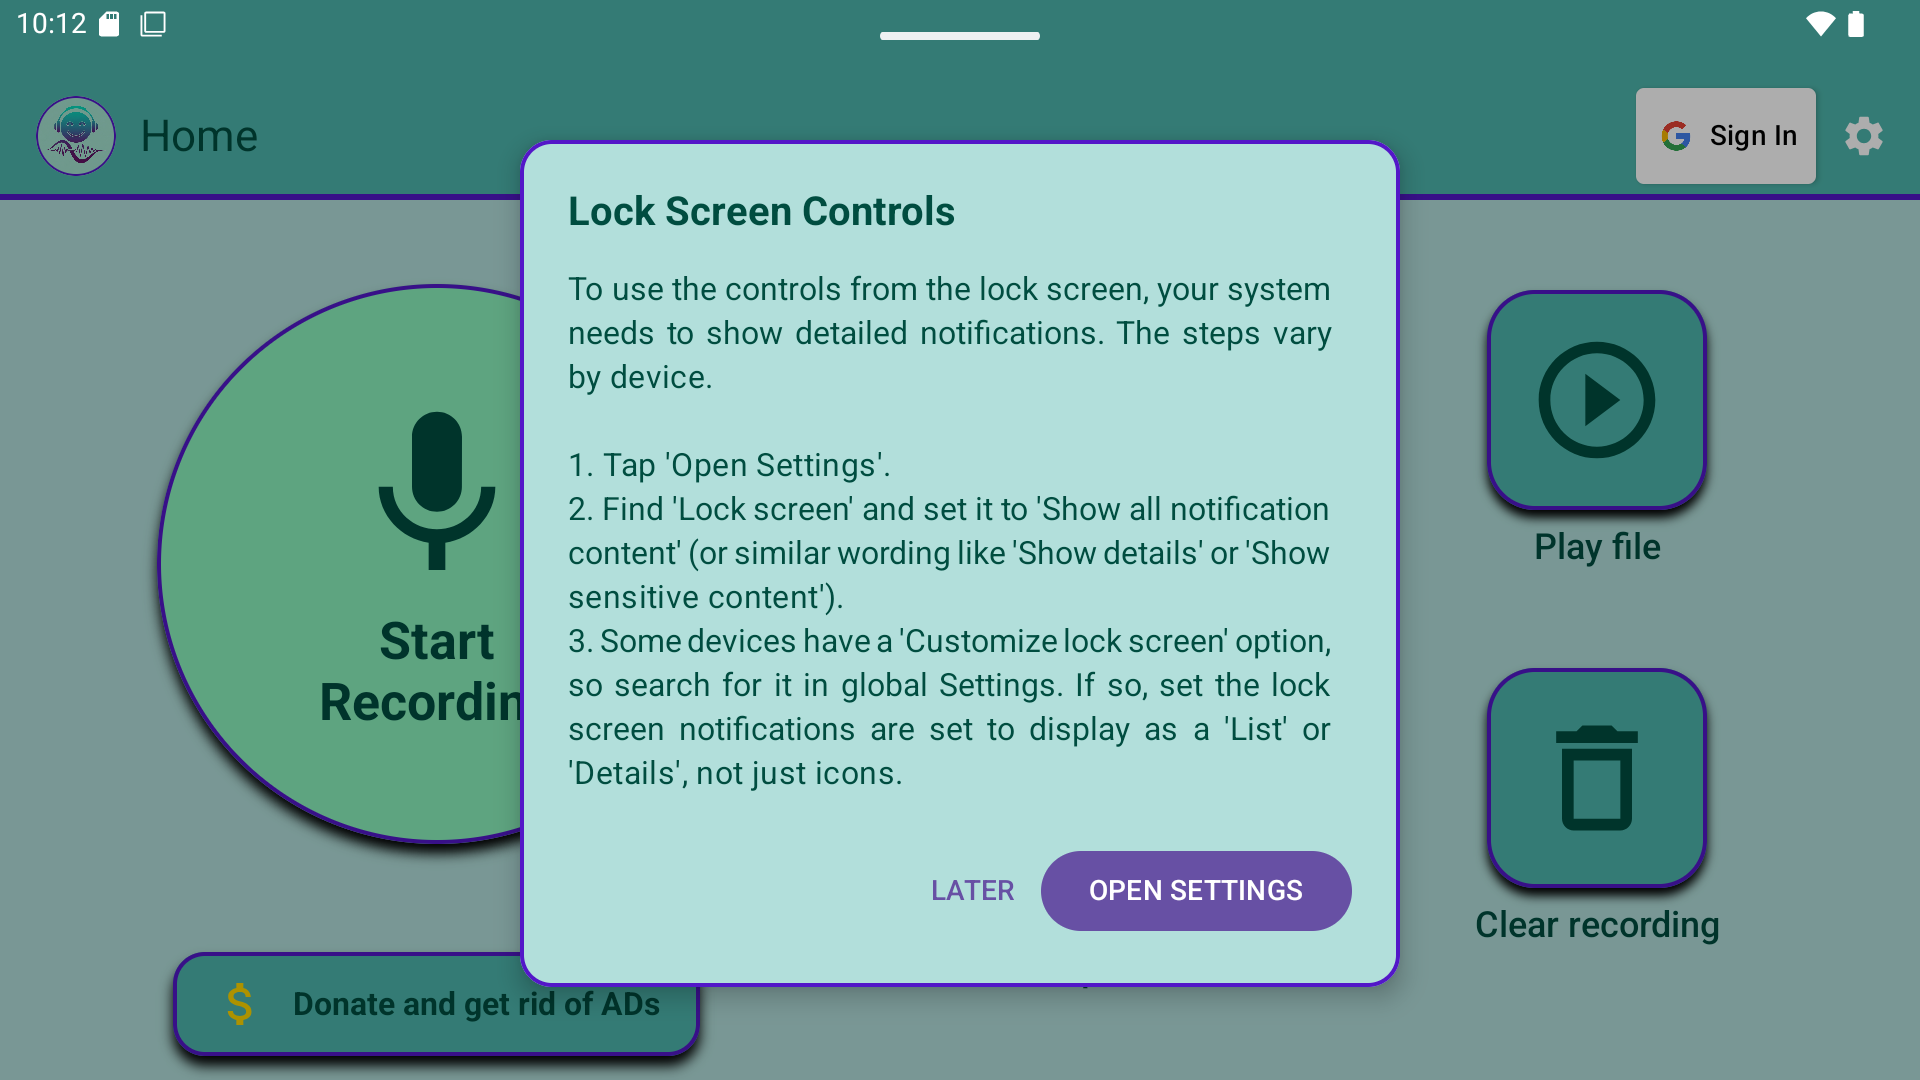 10:12
Home
Sign In
Lock Screen Controls
To use the controls from the lock screen, your system
needs to show detailed notifications. The steps vary
by device.
1. Tap 'Open Settings'.
2. Find 'Lock screen' and set it to 'Show all notification
content' (or similar wording like 'Show details' or 'Show
sensitive content').
3. Some devices have a 'Customize lock screen' option,
so search for it in global Settings. If so, set the lock
screen notifications are set to display as a 'List' or
'Details', not just icons.
LATER
OPEN SETTINGS
Start
Recordin
Play file
Clear recording
$
Donate and get rid of ADs